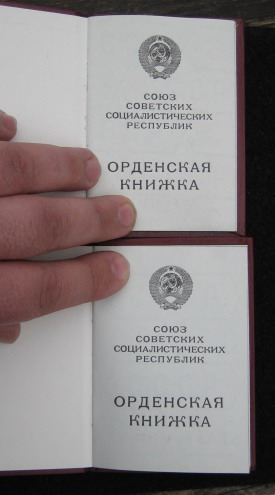 СОЮЗ
СОВЕТСКИХ
СОЦИАЛИСТИЧЕСКИХ
РЕСПУБЛИК
ОРДЕНСКАЯ
КНИЖКА
СОЮЗ
СОВЕТСКИХ
СОЦИАЛИСТИЧЕСКИХ
РЕСПУБЛИК
ОРДЕНСКАЯ
КНИЖКА